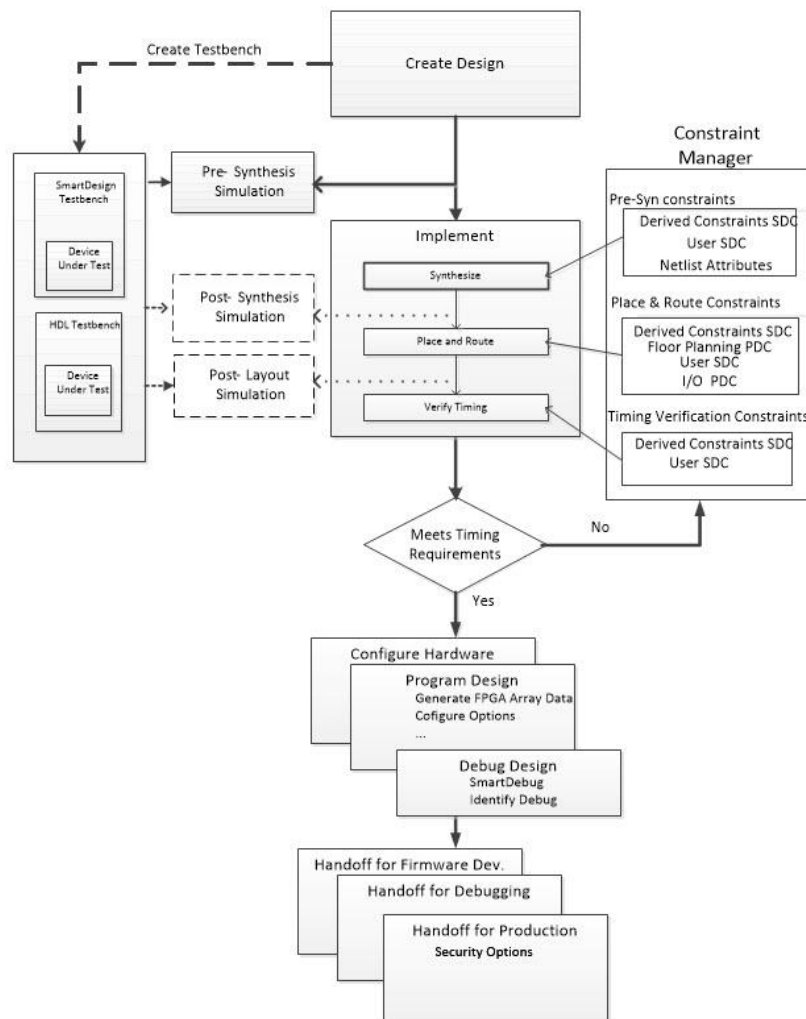 Create Testbench
Create Design
Constraint
Manager
SmartDesign
Testbench
Device
Under Test
HDL Testbench
Device
Under Test
Pre- Synthesis
Simulation
Post- Synthesis
Simulation
Post- Layout
Simulation
Implement
Synthesize
Place and Route
Verify Timing
Pre-Syn constraints
Derived Constraints SDC
User SDC
Netlist Attributes
Place & Route Constraints
Derived Constraints SDC
Floor Planning PDC
User SDC
I/O PDC
Timing Verification Constraints
Derived Constraints SDC
User SDC
Meets Timing
Requirements
No
Yes
Configure Hardware
Program Design
Generate FPGA Array Data
Cofigure Options
...
Debug Design
SmartDebug
Identify Debug
Handoff for Firmware Dev.
Handoff for Debugging
Handoff for Production
Security Options